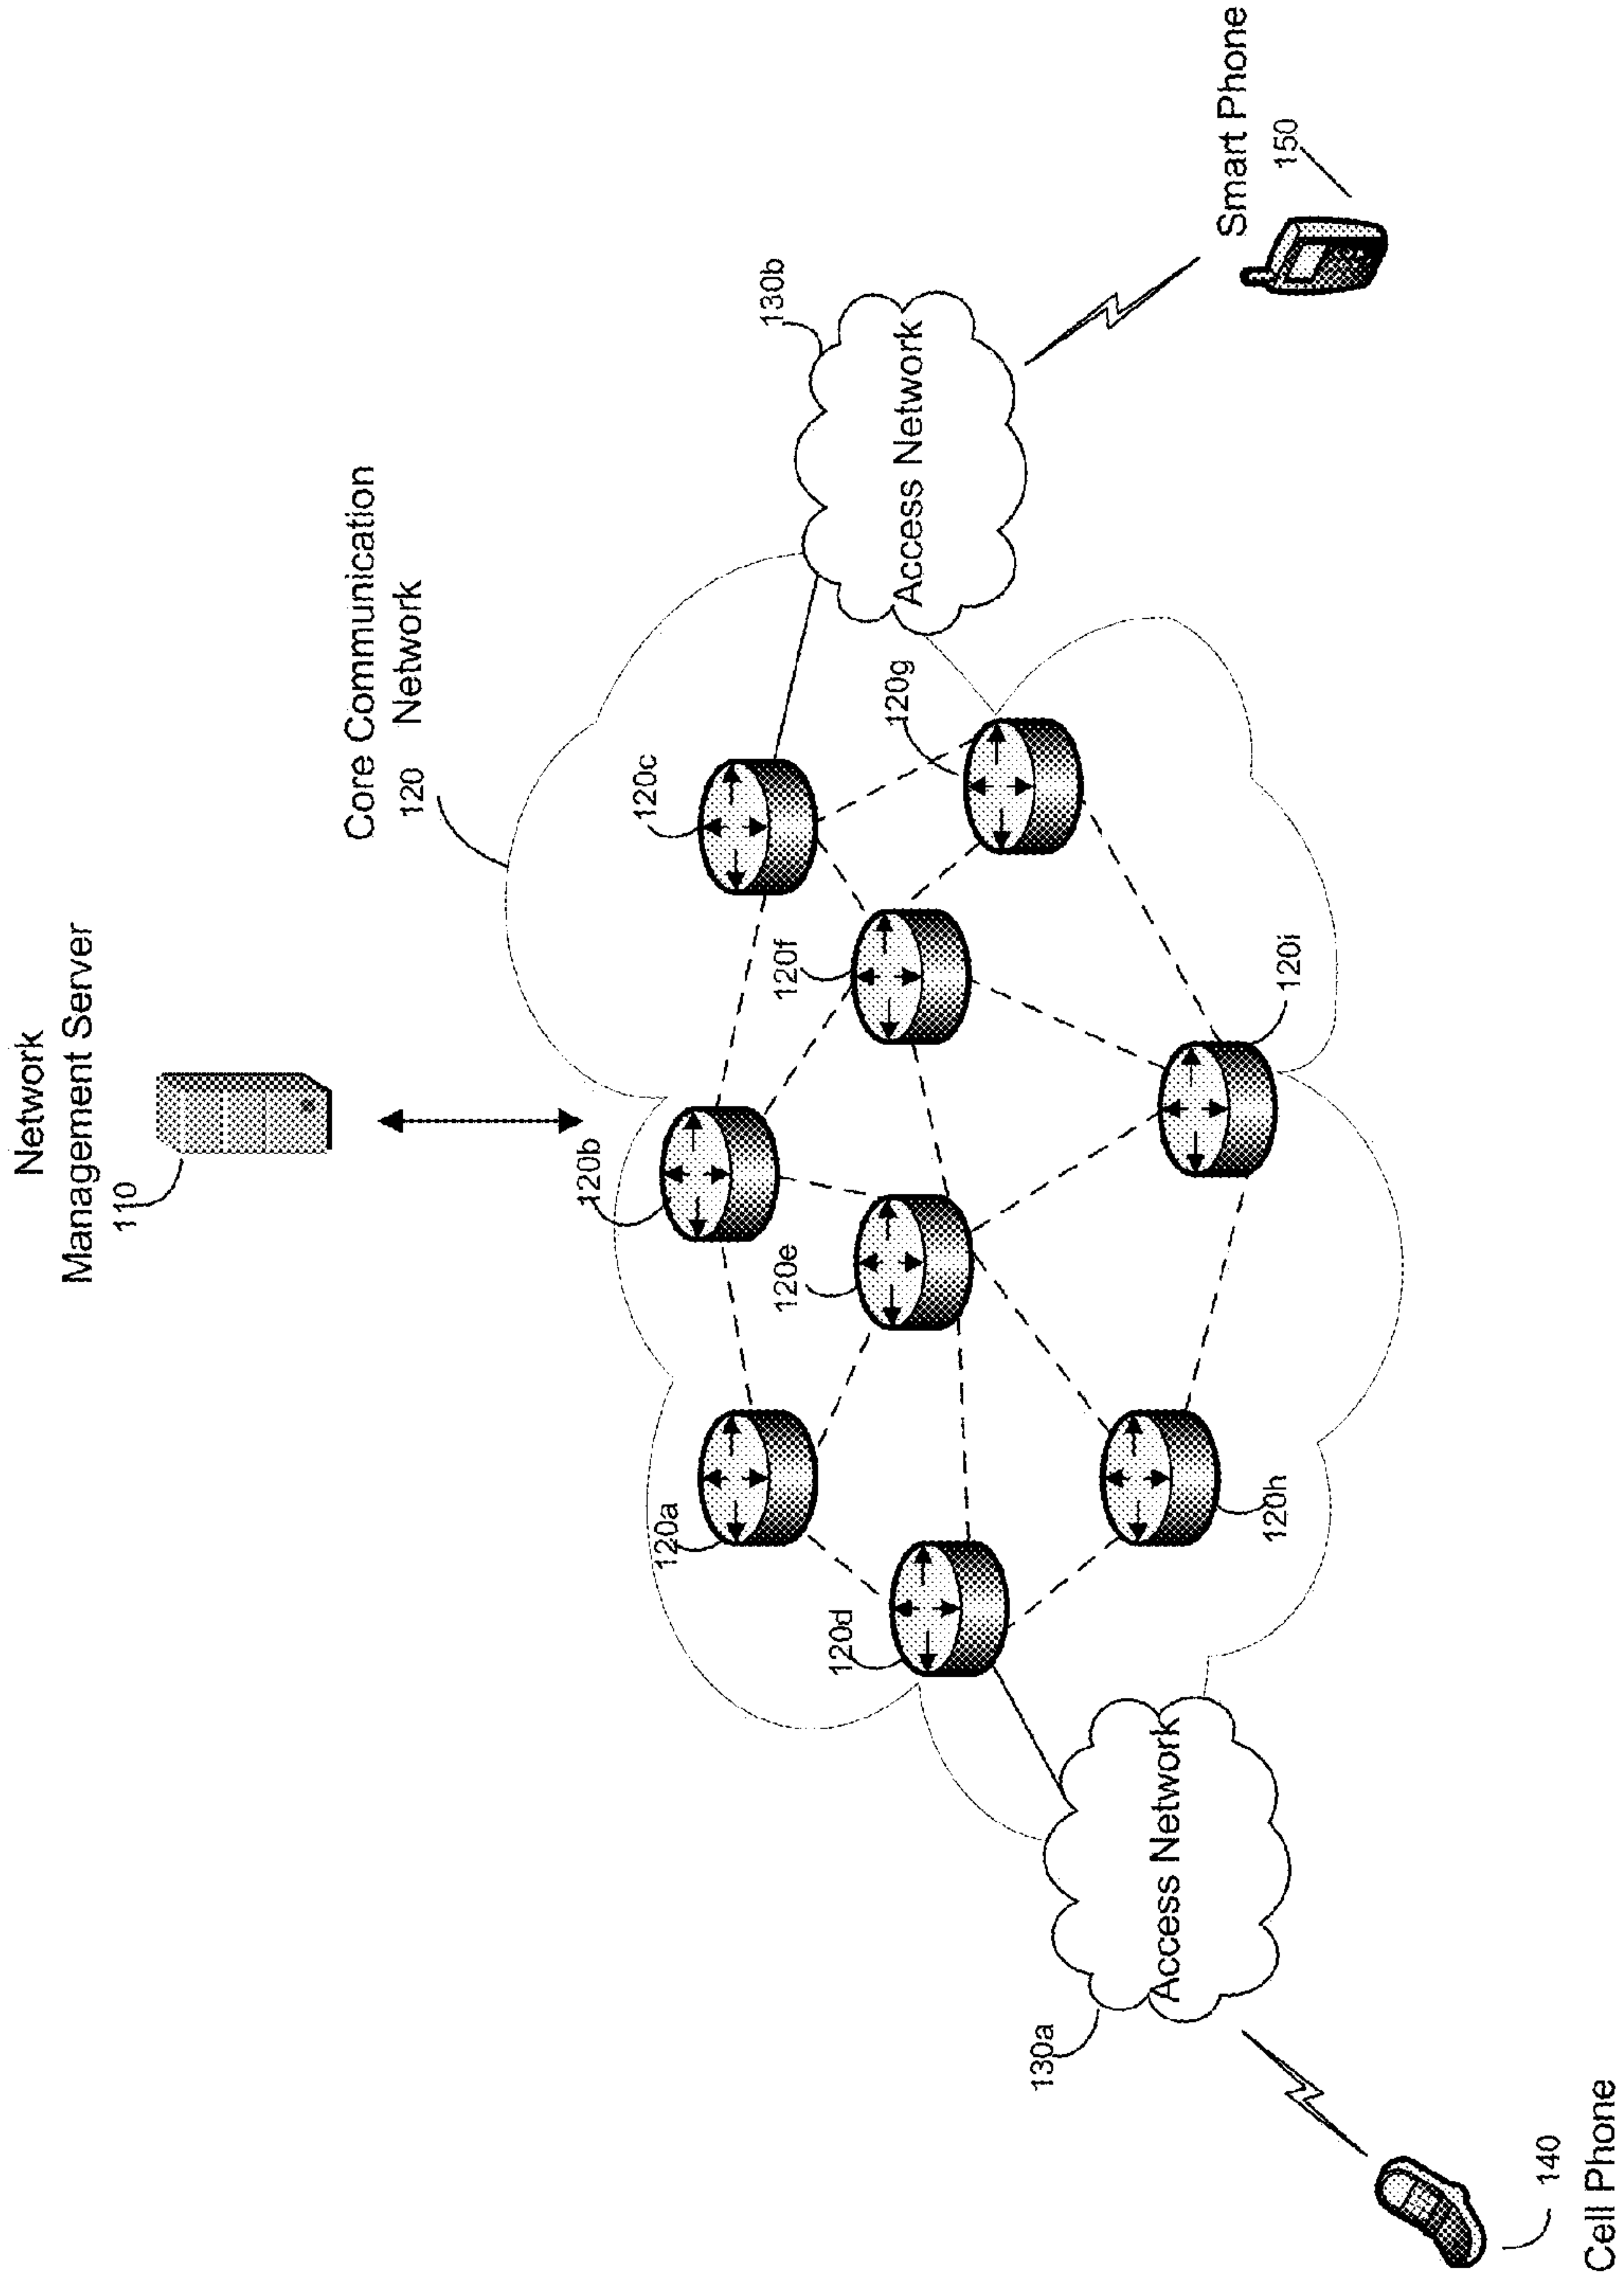 Network
Management Server
110
Core Communication
120 Network
120b
120c
120a
120f
120e
120g
120d
130b
Access Network
120i
120h
130a
Access Network
Smart Phone
150
140
Cell Phone